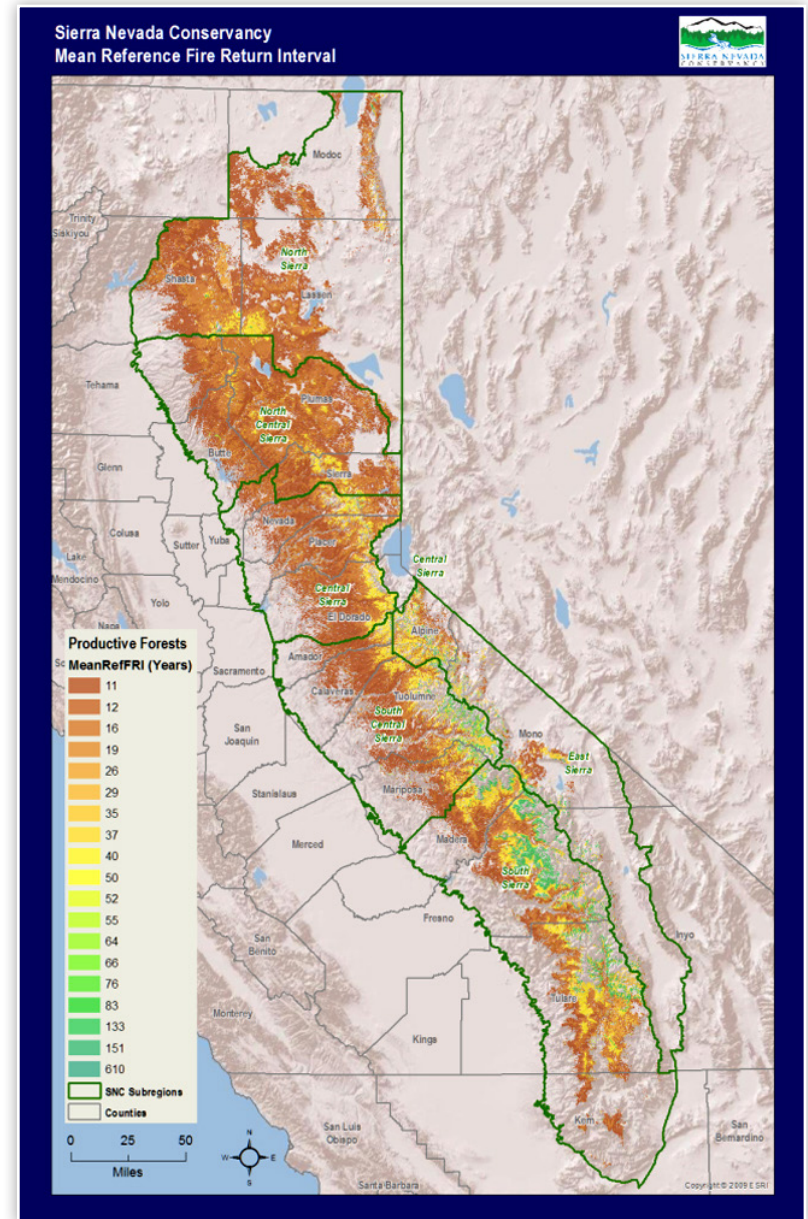 Sierra Nevada Conservancy
Mean Reference Fire Return Interval
SIERRA NEVADA
CONSERVANCY
Modoc
Trinity
Siskiyou
North
Sierra
Shasta
Lassen
Tehama
Plumas
North
Central
Sierra
Butte
Glenn
Sierra
Nevada
Colusa
Yuba
Sutter
Placer
Lake
Central
Sierra
Mendocino
Central
Sierra
Yolo
El Dorado
Napa
Alpine
Productive Forests
MeanRefFRI (Years)
11
12
16
19
26
29
35
37
40
50
52
55
64
66
76
83
133
151
610
SNC Subregions
Counties
Amador
Sacramento
Calaveras
Tuolumne
South
Central
Sierra
San
Joaquin
Mono
East
Sierra
Stanislaus
Mariposa
Merced
Madera
South
Sierra
Fresno
Inyo
San
Benito
Tulare
Monterey
Kings
0 25 50
Miles
N
W E
S
San Luis
Obispo
Kern
San
Bernardino
Santa Barbara
Copyright:© 2009 ESRI